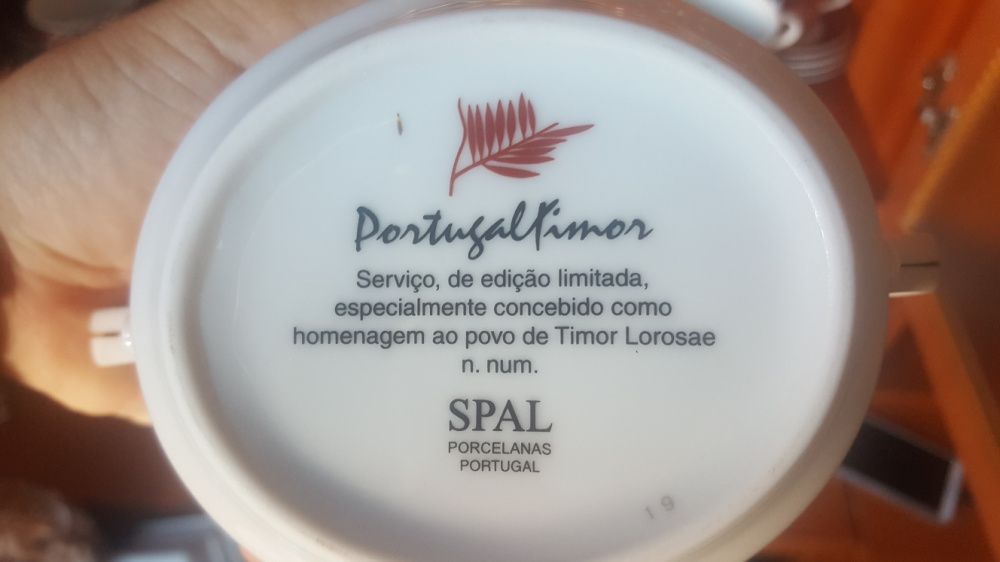 PortugalTimor
Serviço, de edição limitada,
especialmente concebido como
homenagem ao povo de Timor Lorosae
n. num.
SPAL
PORCELANAS
PORTUGAL
19